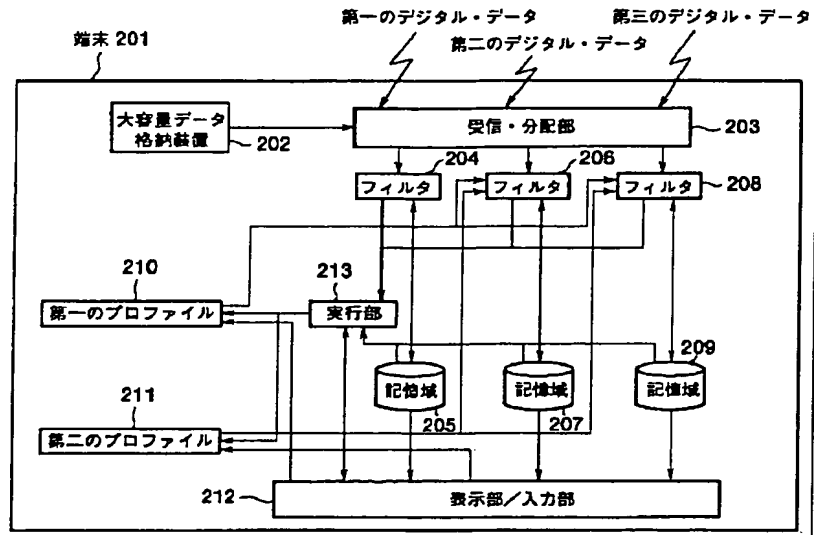 第一のデジタル・データ
第二のデジタル・データ
第三のデジタル・データ
端末 201
大容量データ
格納装置
202
受信・分配部
203
204
206
フィルタ
フィルタ
フィルタ
208
210
213
第一のプロファイル
実行部
209
記憶域
記憶域
記憶域
205
207
211
第二のプロファイル
212
表示部/入力部